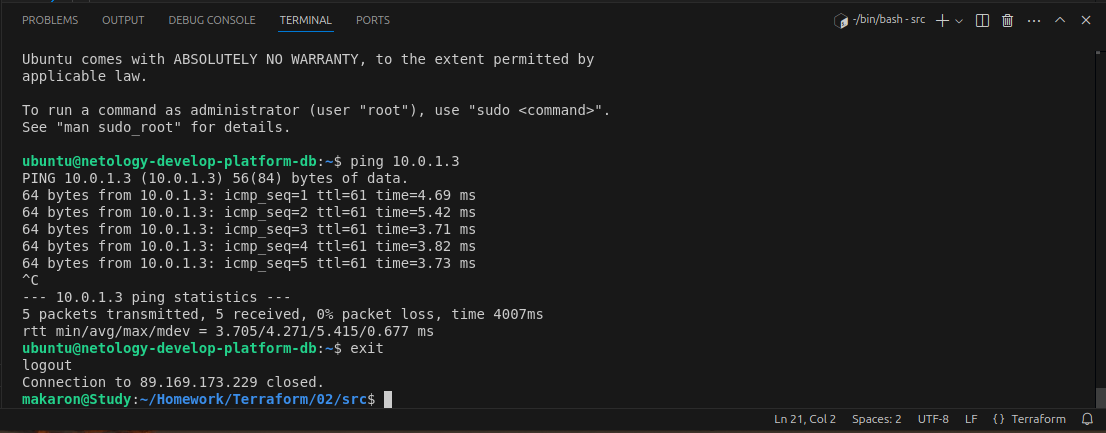 PROBLEMS OUTPUT DEBUG CONSOLE TERMINAL PORTS ~/bin/bash - src
Ubuntu comes with ABSOLUTELY NO WARRANTY, to the extent permitted by
applicable law.
To run a command as administrator (user "root"), use "sudo <command>".
See "man sudo_root" for details.
ubuntu@netology-develop-platform-db:~$ ping 10.0.1.3
PING 10.0.1.3 (10.0.1.3) 56(84) bytes of data.
64 bytes from 10.0.1.3: icmp_seq=1 ttl=61 time=4.69 ms
64 bytes from 10.0.1.3: icmp_seq=2 ttl=61 time=5.42 ms
64 bytes from 10.0.1.3: icmp_seq=3 ttl=61 time=3.71 ms
64 bytes from 10.0.1.3: icmp_seq=4 ttl=61 time=3.82 ms
64 bytes from 10.0.1.3: icmp_seq=5 ttl=61 time=3.73 ms
^C
--- 10.0.1.3 ping statistics ---
5 packets transmitted, 5 received, 0% packet loss, time 4007ms
rtt min/avg/max/mdev = 3.705/4.271/5.415/0.677 ms
ubuntu@netology-develop-platform-db:~$ exit
logout
Connection to 89.169.173.229 closed.
makaron@Study:~/Homework/Terraform/02/src$
Ln 21, Col 2 Spaces: 2 UTF-8 LF {} Terraform